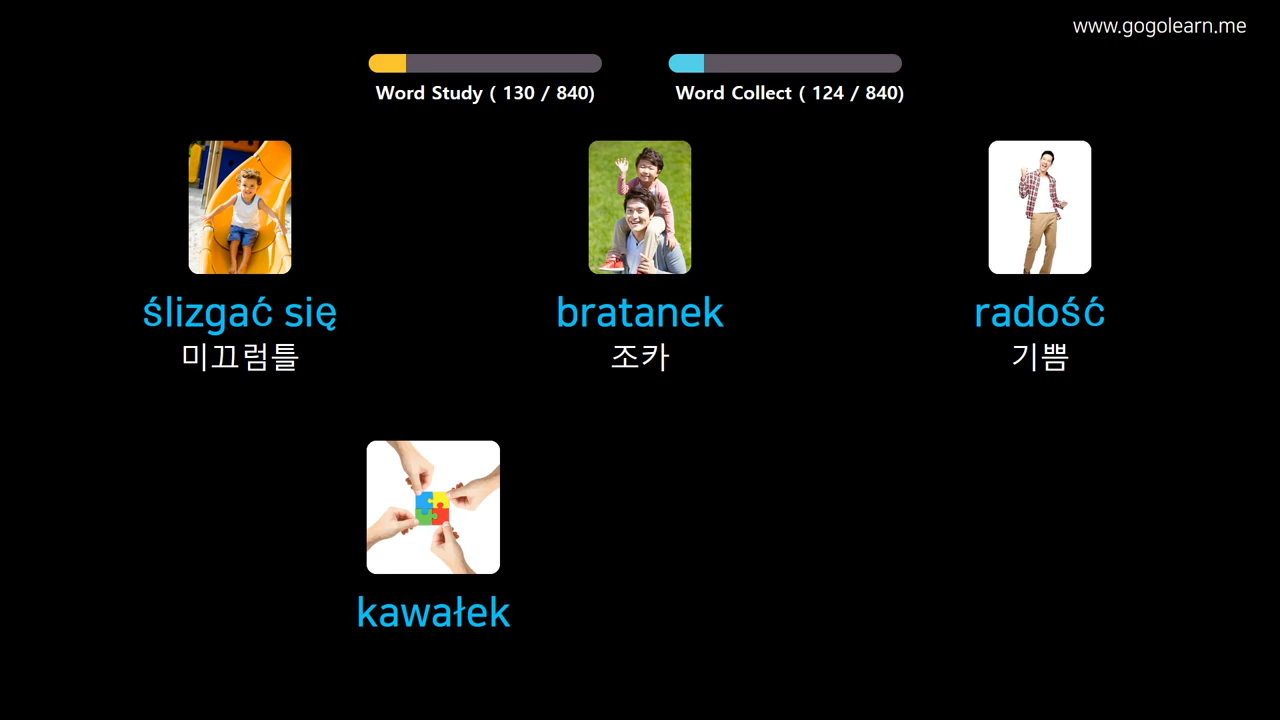 www.gogolearn.me
Word Study ( 130 / 840)
Word Collect ( 124 / 840)
ślizgać się
미끄럼틀
bratanek
조카
radość
기쁨
kawałek